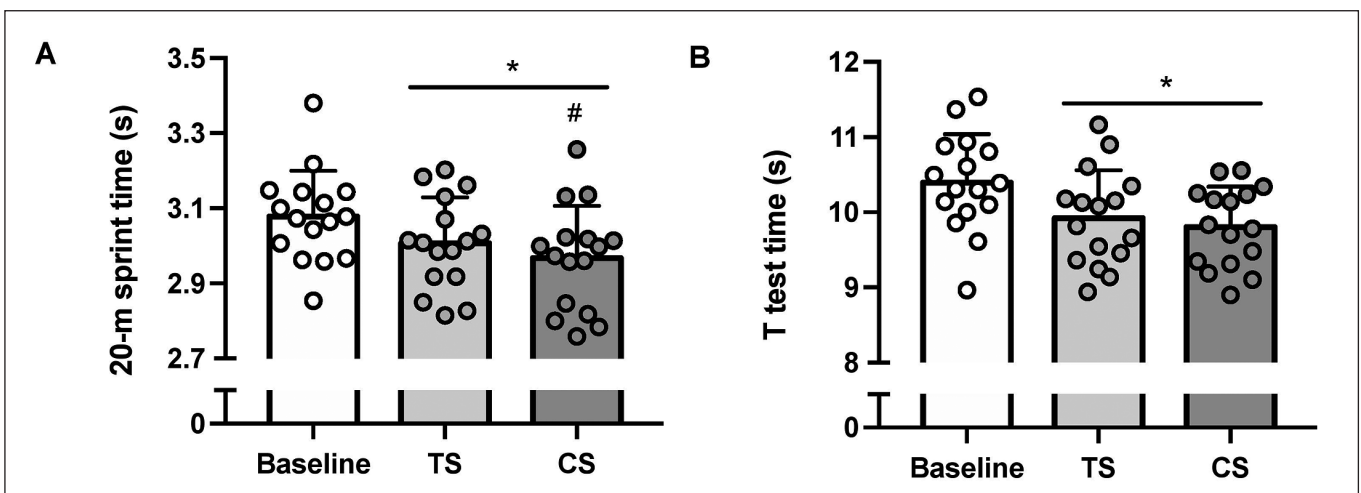 A
20-m sprint time (s)
3.5
3.3
3.1
2.9
2.7
0
*
#
Baseline TS CS
B
T test time (s)
12
11
10
9
8
0
*
Baseline TS CS